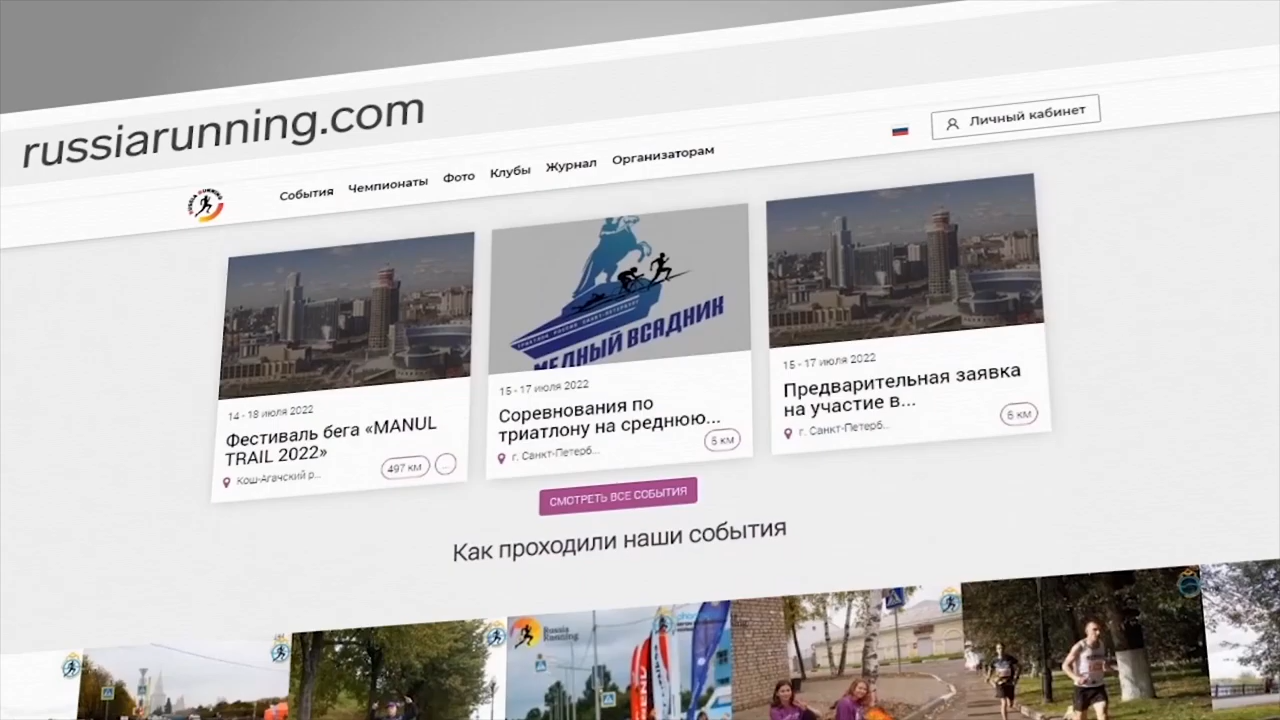 russiarunning.com
События Чемпионаты Фото Клубы Журнал Организаторам
Личный кабинет
МЕДНЫЙ ВСАДНИК
14 - 18 июля 2022
Фестиваль бега «MANUL
TRAIL 2022»
Кош-Агачский р...
497 км
...
15 - 17 июля 2022
Соревнования по
триатлону на среднюю...
г. Санкт-Петерб...
5 км
15 - 17 июля 2022
Предварительная заявка
на участие в...
г. Санкт-Петерб...
6 км
СМОТРЕТЬ ВСЕ СОБЫТИЯ
Как проходили наши события
Russia
Running